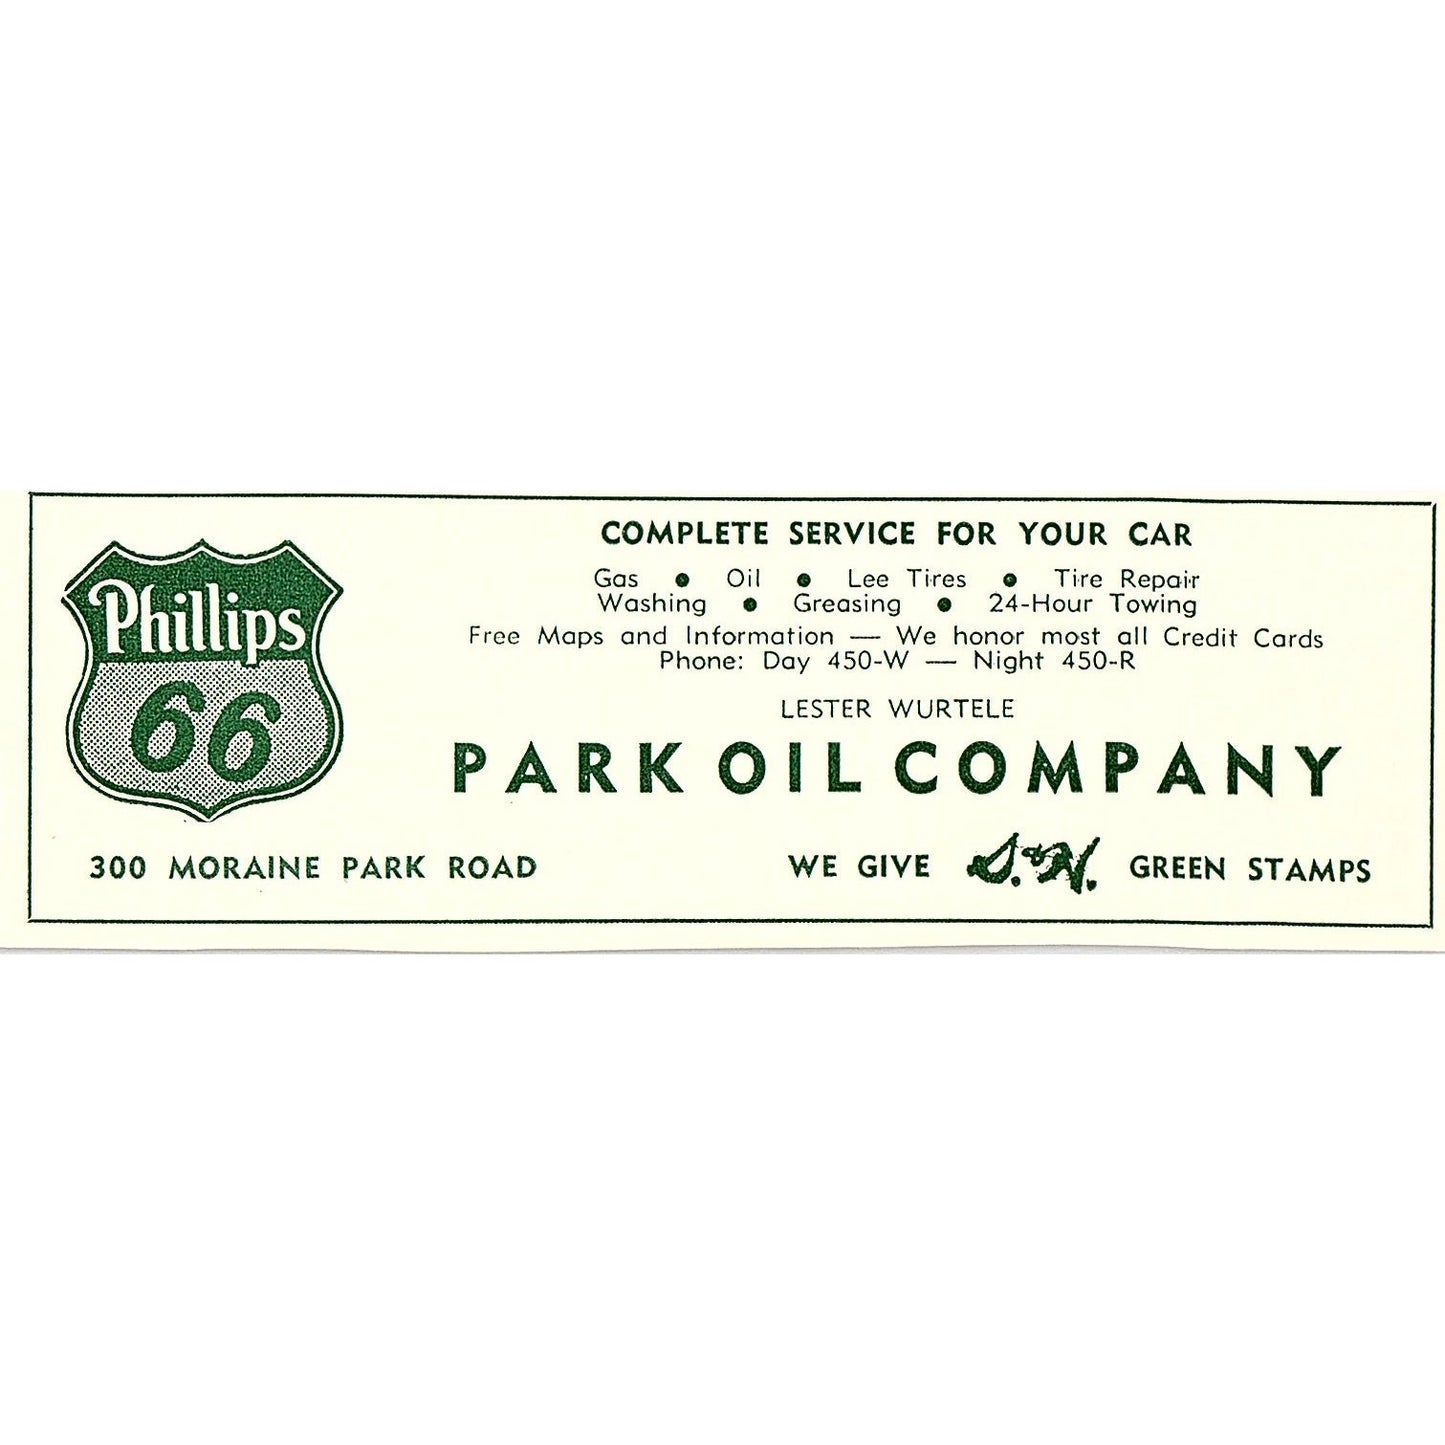 Phillips
66
COMPLETE SERVICE FOR YOUR CAR
Gas • Oil • Lee Tires • Tire Repair
Washing • Greasing • 24-Hour Towing
Free Maps and Information — We honor most all Credit Cards
Phone: Day 450-W — Night 450-R
LESTER WURTELE
PARK OIL COMPANY
300 MORAINE PARK ROAD
WE GIVE S.&H. GREEN STAMPS